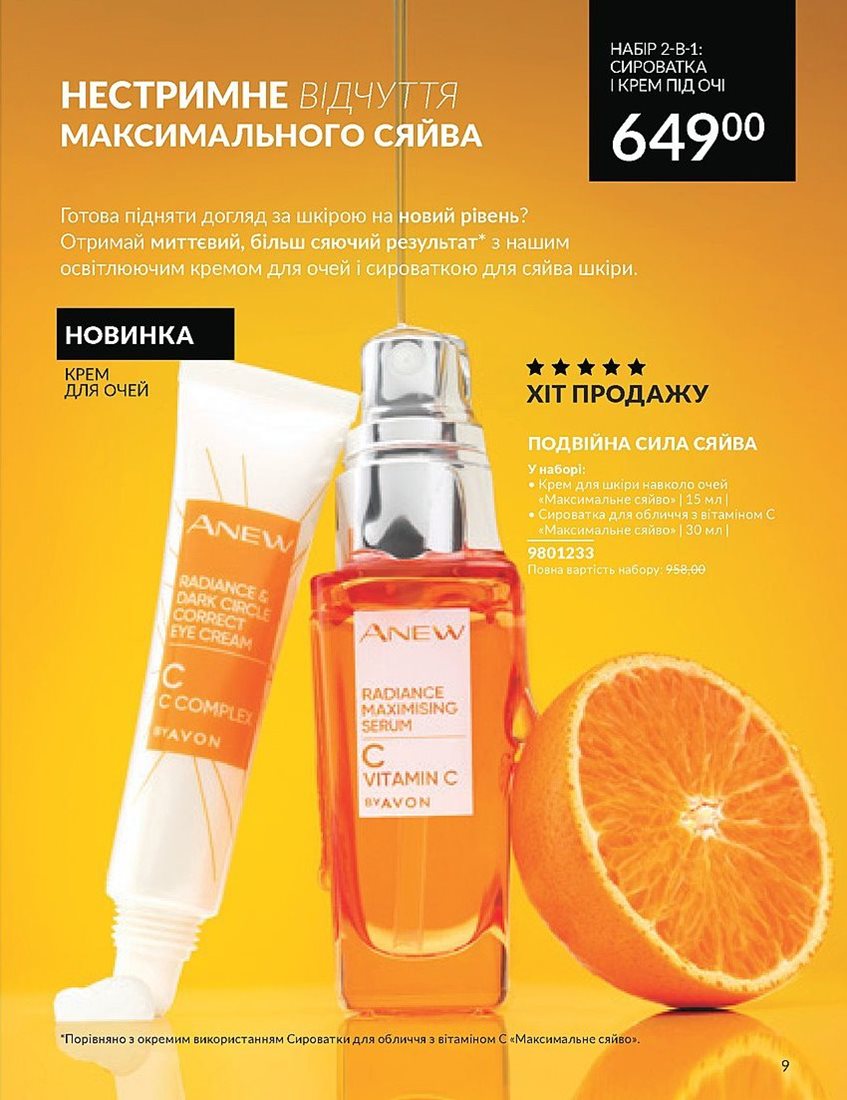 НЕСТРИМНЕ ВІДЧУТТЯ
МАКСИМАЛЬНОГО СЯЙВА
НАБІР 2-В-1:
СИРОВАТКА
І КРЕМ ПІД ОЧІ
649⁰⁰
Готова підняти догляд за шкірою на новий рівень?
Отримай миттєвий, більш сяючий результат* з нашим
освітлюючим кремом для очей і сироваткою для сяйва шкіри.
НОВИНКА
КРЕМ
ДЛЯ ОЧЕЙ
ХІТ ПРОДАЖУ
ПОДВІЙНА СИЛА СЯЙВА
У наборі:
• Крем для шкіри навколо очей
«Максимальне сяйво» | 15 мл |
• Сироватка для обличчя з вітаміном С
«Максимальне сяйво» | 30 мл |
9801233
Повна вартість набору: 958,00
ANEW
RADIANCE &
DARK CIRCLE
CORRECT
EYE CREAM
C
C COMPLEX
BY AVON
ANEW
RADIANCE
MAXIMISING
SERUM
C
VITAMIN C
BY AVON
*Порівняно з окремим використанням Сироватки для обличчя з вітаміном С «Максимальне сяйво».
9